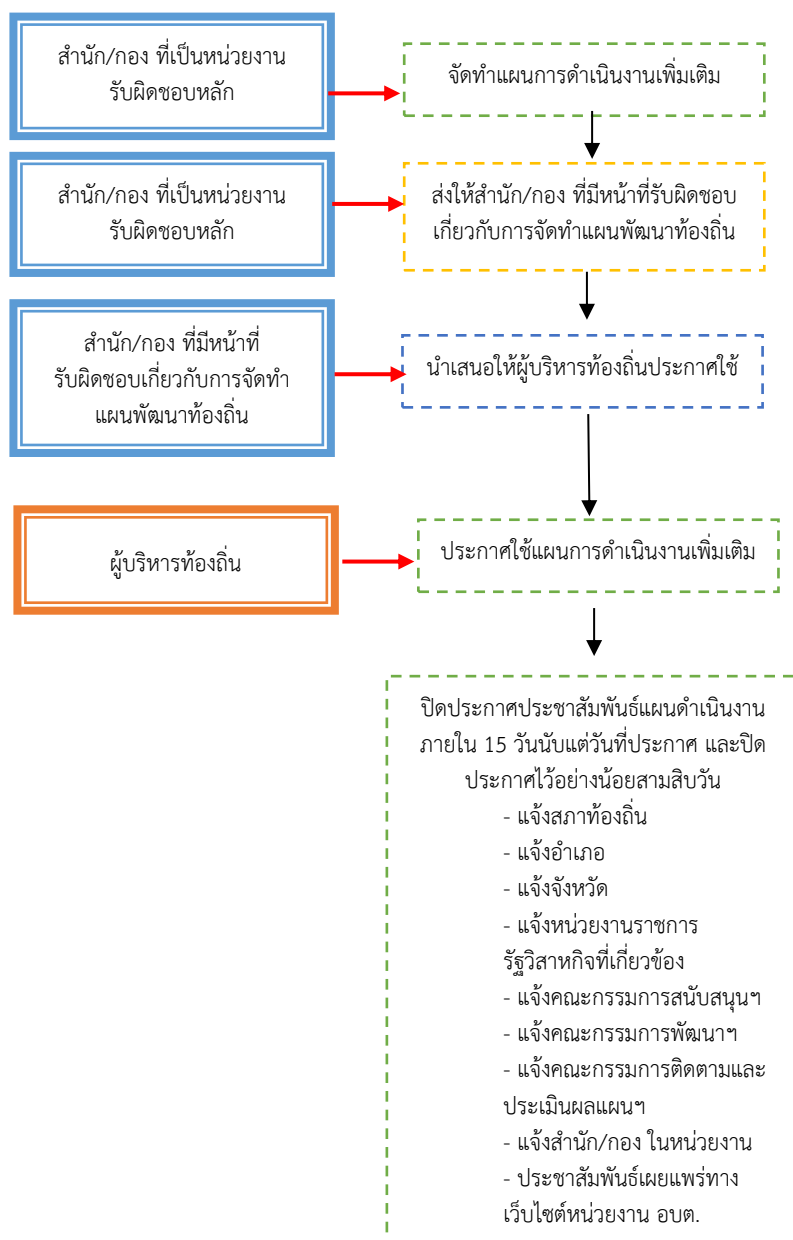 สำนัก/กอง ที่เป็นหน่วยงาน
รับผิดชอบหลัก
จัดทำแผนการดำเนินงานเพิ่มเติม
สำนัก/กอง ที่เป็นหน่วยงาน
รับผิดชอบหลัก
ส่งให้สำนัก/กอง ที่มีหน้าที่รับผิดชอบ
เกี่ยวกับการจัดทำแผนพัฒนาท้องถิ่น
สำนัก/กอง ที่มีหน้าที่
รับผิดชอบเกี่ยวกับการจัดทำ
แผนพัฒนาท้องถิ่น
นำเสนอให้ผู้บริหารท้องถิ่นประกาศใช้
ผู้บริหารท้องถิ่น
ประกาศใช้แผนการดำเนินงานเพิ่มเติม
ปิดประกาศประชาสัมพันธ์แผนดำเนินงาน
ภายใน 15 วันนับแต่วันที่ประกาศ และปิด
ประกาศไว้อย่างน้อยสามสิบวัน
- แจ้งสภาท้องถิ่น
- แจ้งอำเภอ
- แจ้งจังหวัด
- แจ้งหน่วยงานราชการ
รัฐวิสาหกิจที่เกี่ยวข้อง
- แจ้งคณะกรรมการสนับสนุนฯ
- แจ้งคณะกรรมการพัฒนาฯ
- แจ้งคณะกรรมการติดตามและ
ประเมินผลแผนฯ
- แจ้งสำนัก/กอง ในหน่วยงาน
- ประชาสัมพันธ์เผยแพร่ทาง
เว็บไซต์หน่วยงาน อบต.